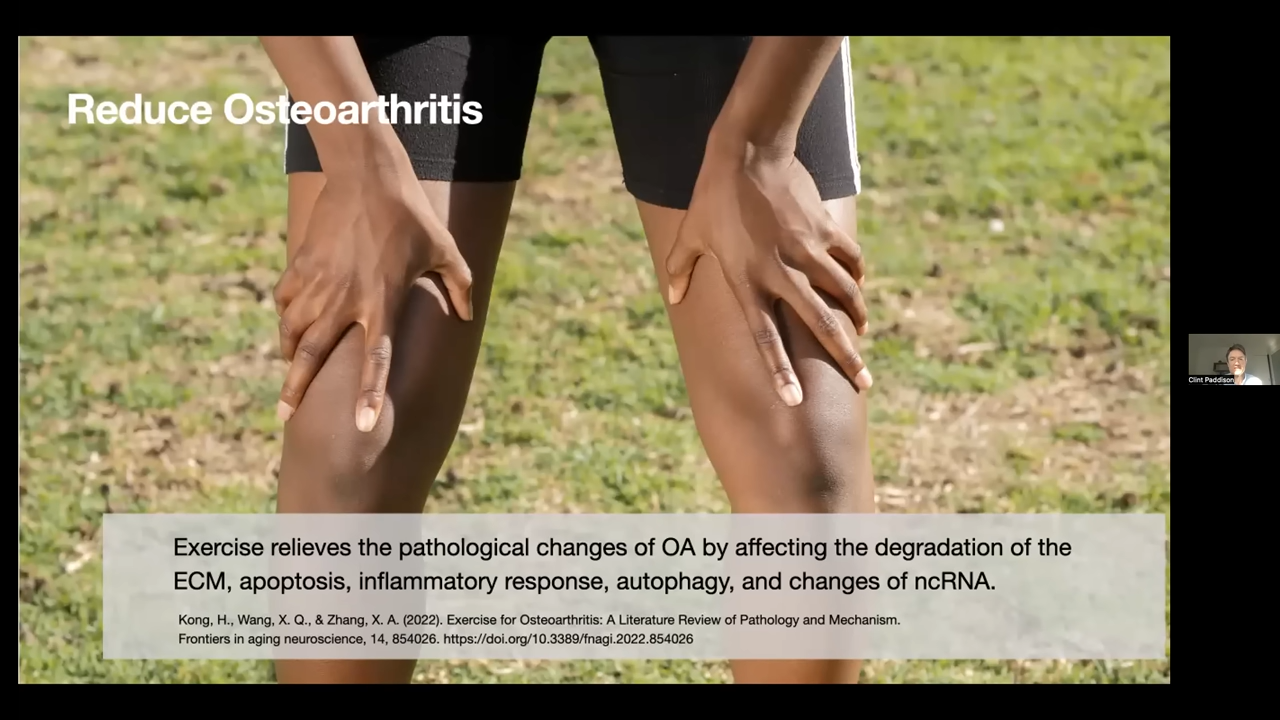 Reduce Osteoarthritis
Exercise relieves the pathological changes of OA by affecting the degradation of the
ECM, apoptosis, inflammatory response, autophagy, and changes of ncRNA.
Kong, H., Wang, X. Q., & Zhang, X. A. (2022). Exercise for Osteoarthritis: A Literature Review of Pathology and Mechanism.
Frontiers in aging neuroscience, 14, 854026. https://doi.org/10.3389/fnagi.2022.854026
Clint Paddison